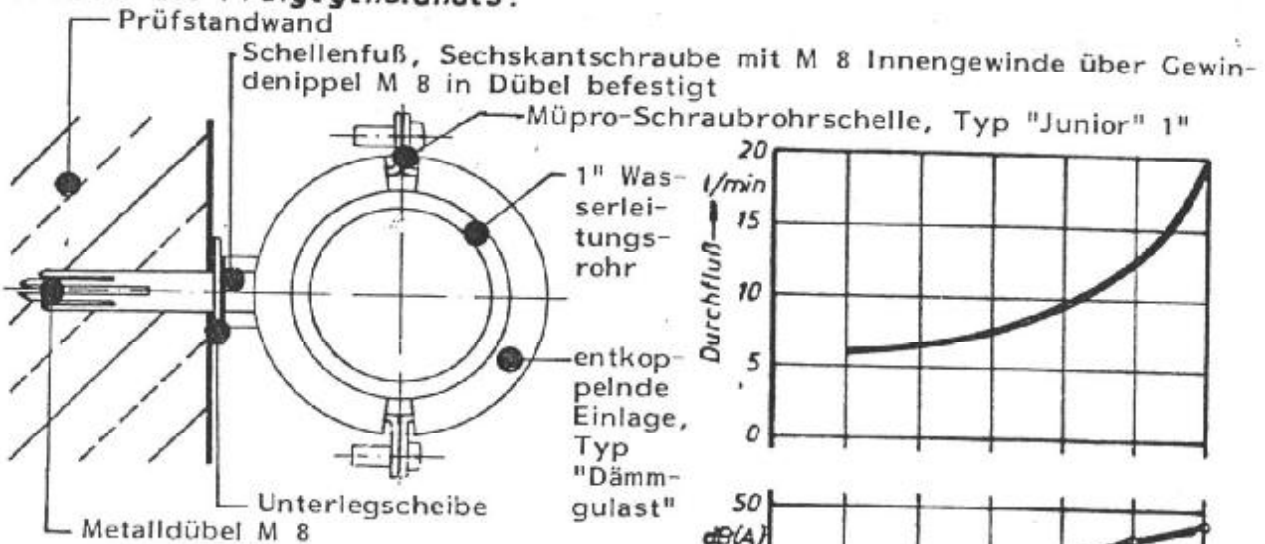 Prüfstandwand
Schellenfuß, Sechskantschraube mit M 8 Innengewinde über Gewin-
denippel M 8 in Dübel befestigt
Müpro-Schraubrohrschelle, Typ "Junior" 1"
1" Was-
serlei-
tungs-
rohr
entkop-
pelnde
Einlage,
Typ
"Dämm-
gulast"
Unterlegscheibe
Metalldübel M 8
20
l/min
15
10
5
0
Durchfluß
50
dB(A)